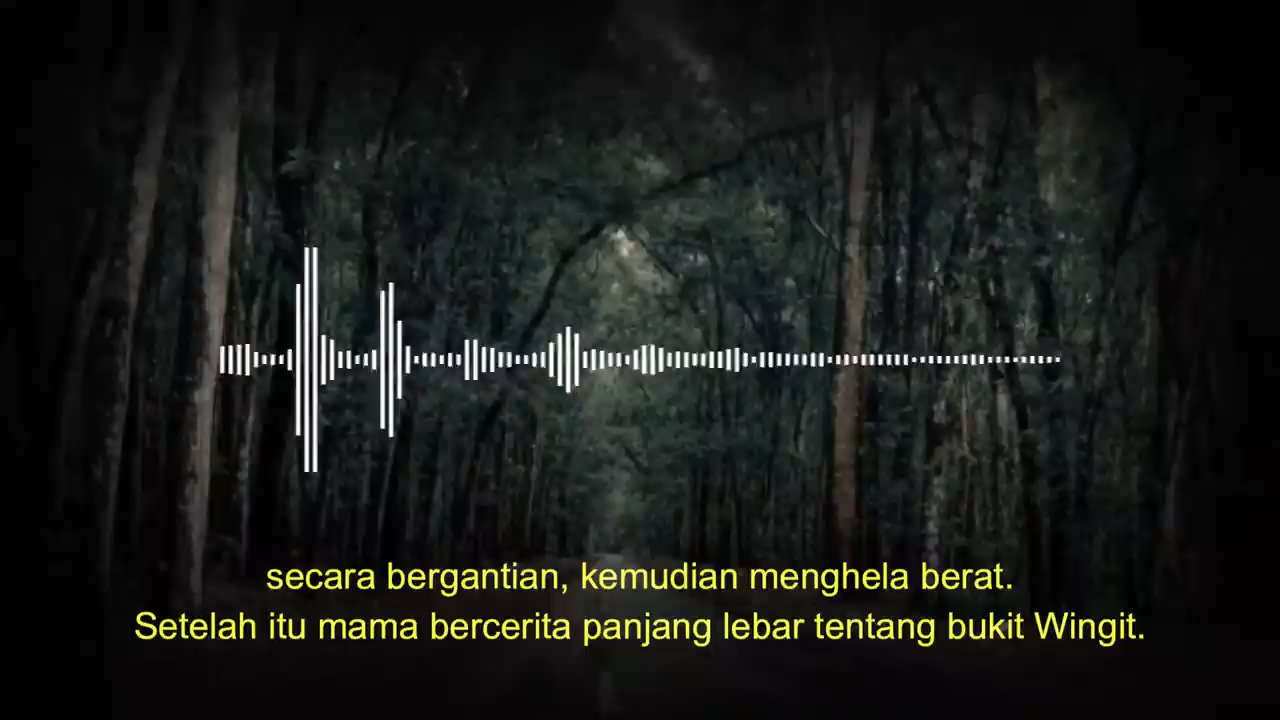 secara bergantian, kemudian menghela berat.
Setelah itu mama bercerita panjang lebar tentang bukit Wingit.